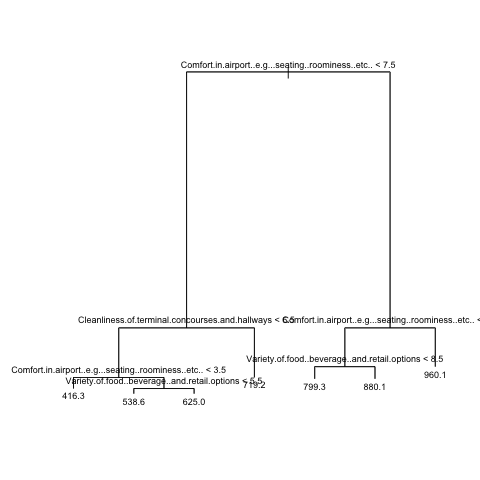 Comfort.in.airport..e.g...seating..roominess..etc.. < 7.5
Cleanliness.of.terminal.concourses.and.hallways < 6.5
Comfort.in.airport..e.g...seating..roominess..etc.. <
Variety.of.food..beverage..and.retail.options < 8.5
Comfort.in.airport..e.g...seating..roominess..etc.. < 3.5
960.1
Variety.of.food..beverage..and.retail.options < 5.5
719.2
799.3 880.1
416.3
538.6 625.0